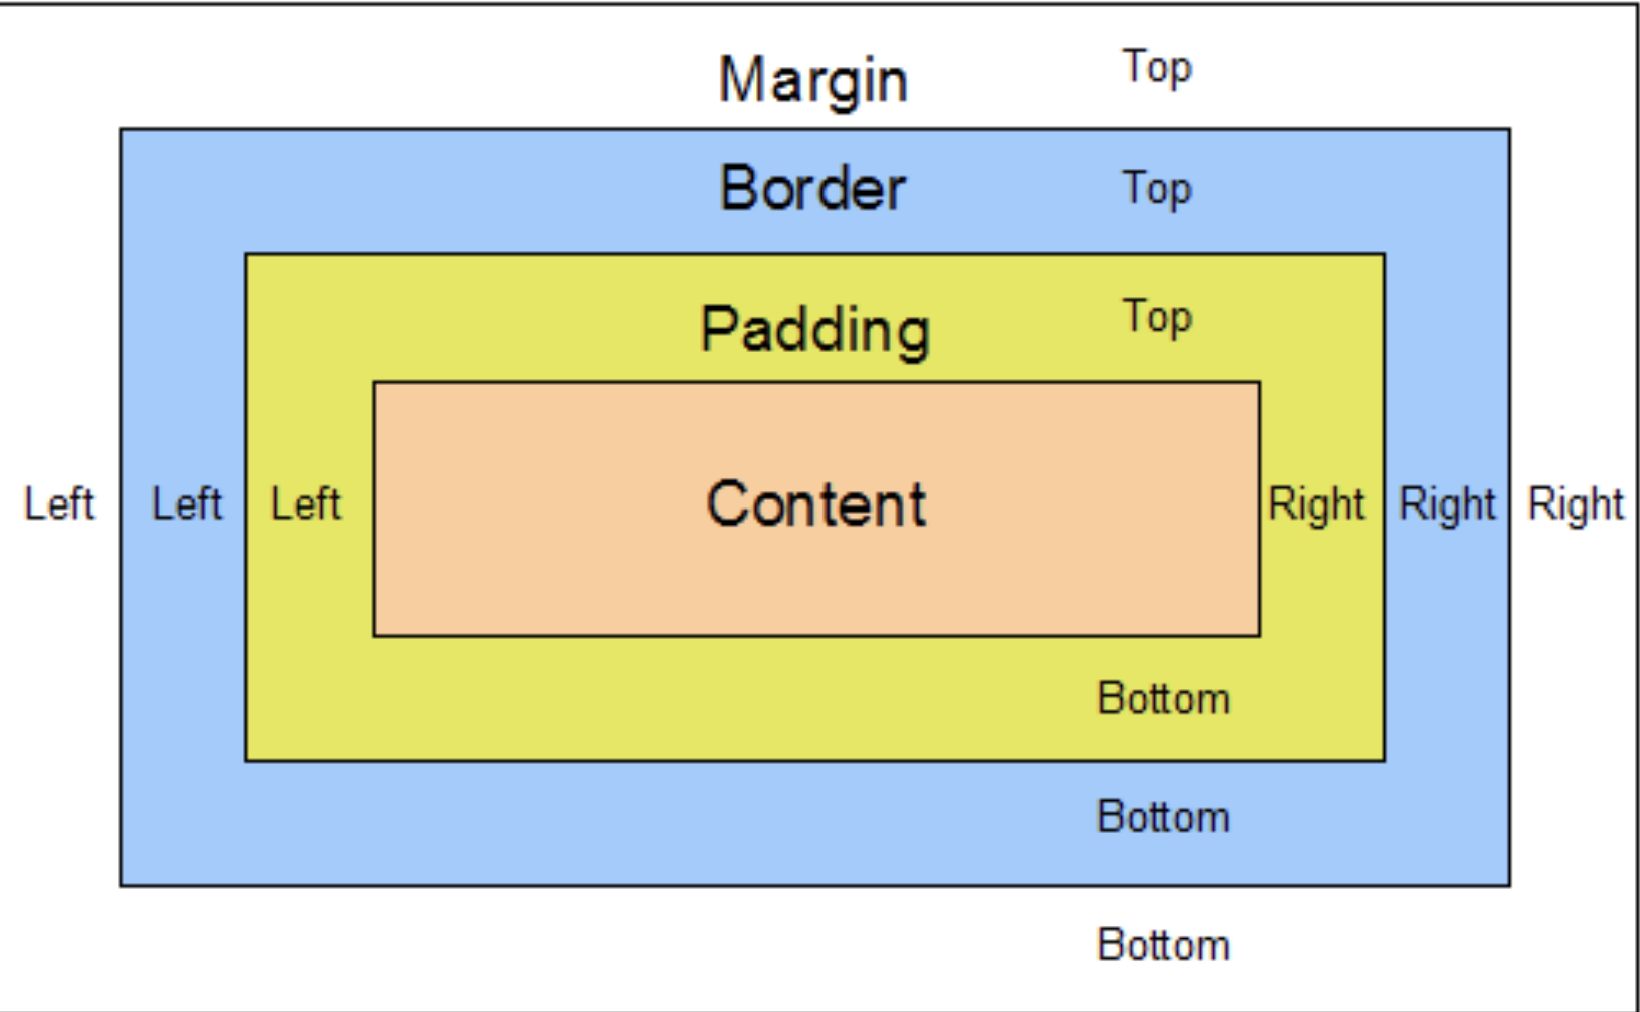 Margin Top
Border Top
Padding Top
Left Left Left Content Right Right Right
Bottom
Bottom
Bottom